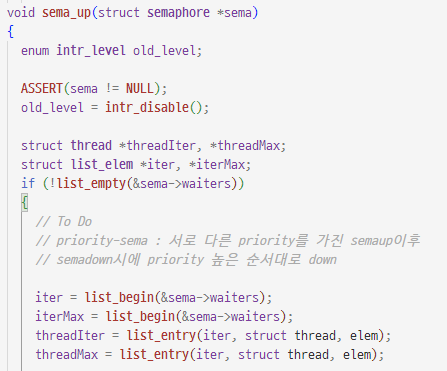 void sema_up(struct semaphore *sema)
{
enum intr_level old_level;
ASSERT(sema != NULL);
old_level = intr_disable();
struct thread *threadIter, *threadMax;
struct list_elem *iter, *iterMax;
if (!list_empty(&sema->waiters))
{
// To Do
// priority-sema : 서로 다른 priority를 가진 semaup이후
// semadown시에 priority 높은 순서대로 down
iter = list_begin(&sema->waiters);
iterMax = list_begin(&sema->waiters);
threadIter = list_entry(iter, struct thread, elem);
threadMax = list_entry(iter, struct thread, elem);